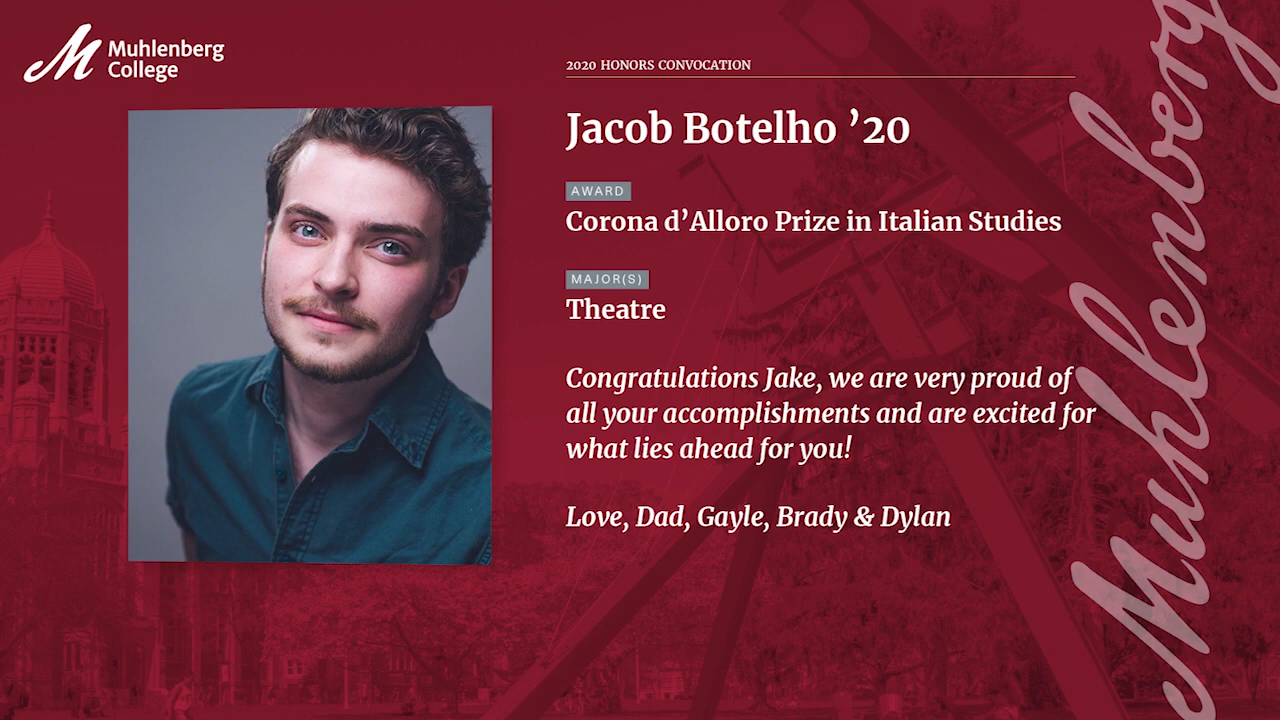 Muhlenberg
College
2020 HONORS CONVOCATION
Jacob Botelho ’20
AWARD
Corona d’Alloro Prize in Italian Studies
MAJOR(S)
Theatre
Congratulations Jake, we are very proud of
all your accomplishments and are excited for
what lies ahead for you!
Love, Dad, Gayle, Brady & Dylan
Muhlenberg